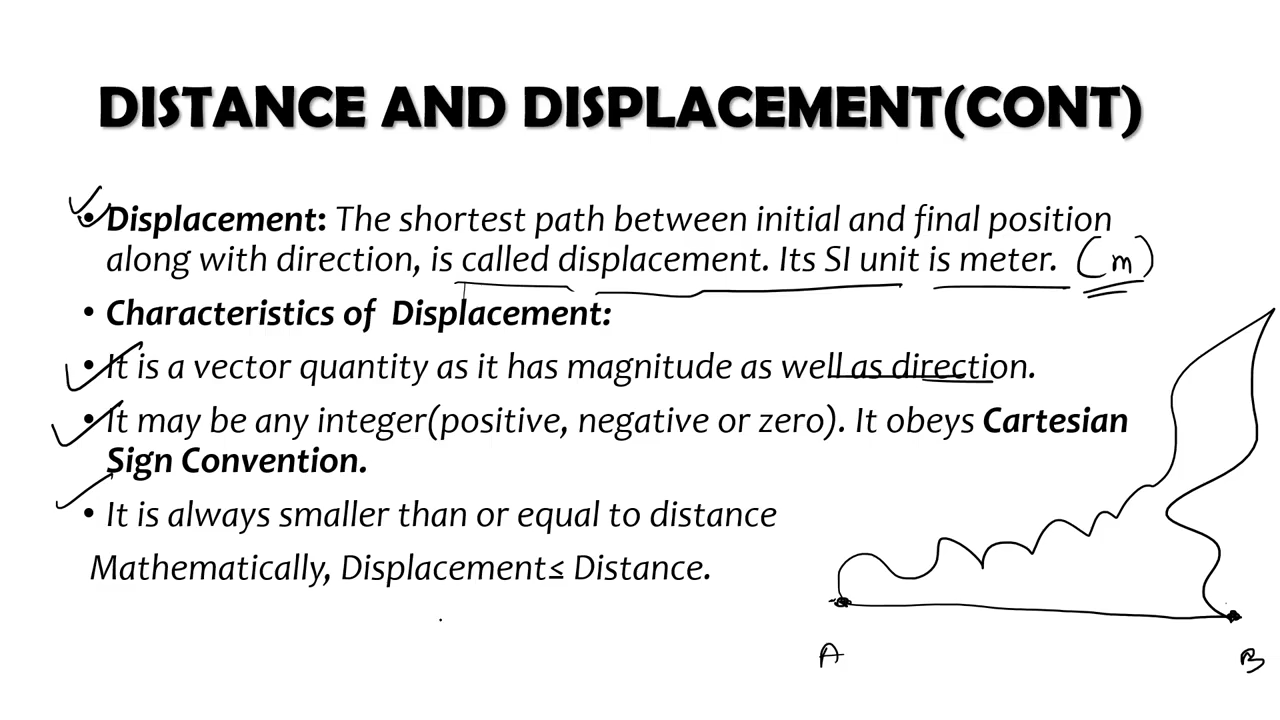 DISTANCE AND DISPLACEMENT(CONT)
• Displacement: The shortest path between initial and final position
along with direction, is called displacement. Its SI unit is meter. (m)
• Characteristics of Displacement:
• It is a vector quantity as it has magnitude as well as direction.
• It may be any integer(positive, negative or zero). It obeys Cartesian
Sign Convention.
• It is always smaller than or equal to distance
Mathematically, Displacement≤ Distance.
A B